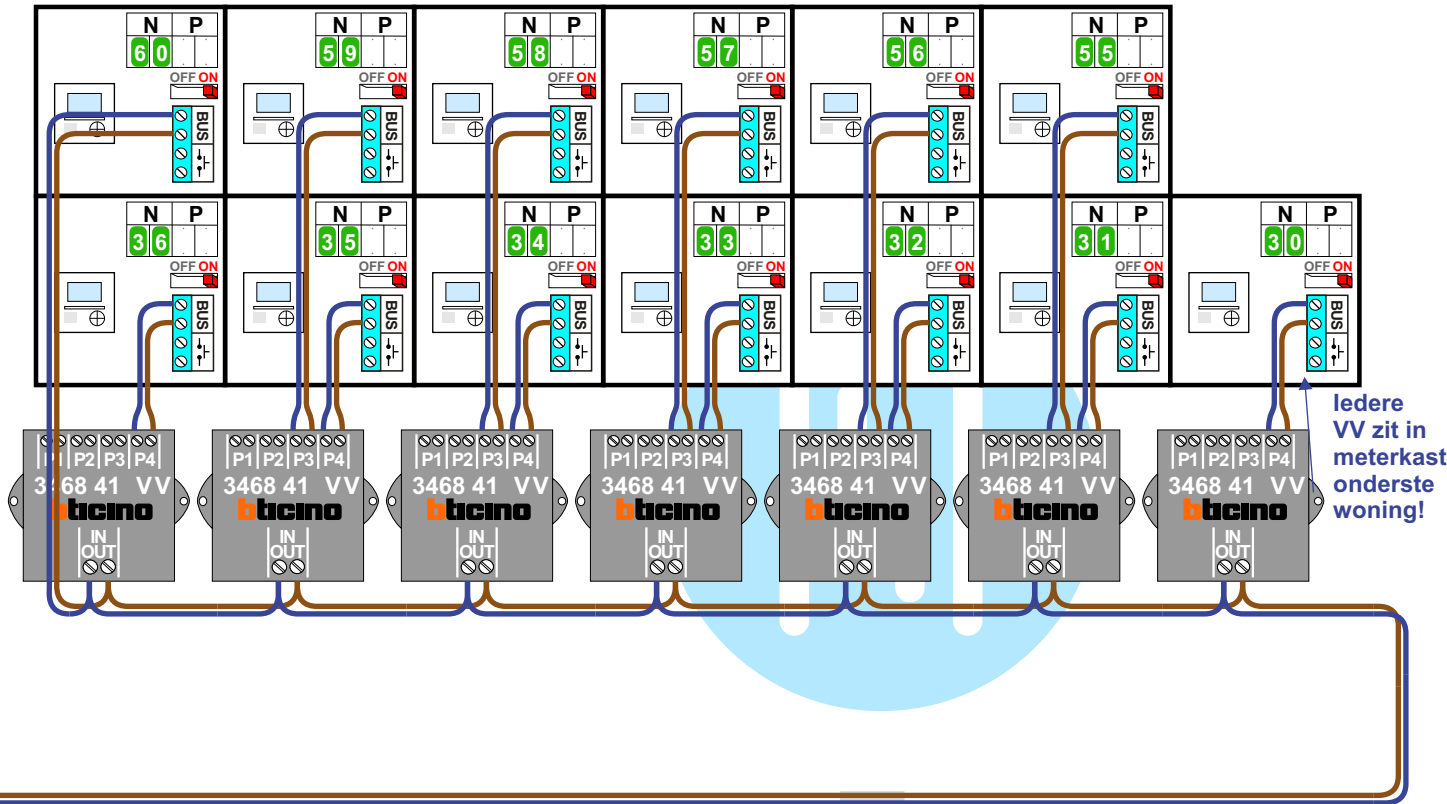 N P N P N P N P N P N P
60 59 58 57 56 55
OFF ON OFF ON OFF ON OFF ON OFF ON OFF ON
BUS BUS BUS BUS BUS BUS
N P N P N P N P N P N P N P
36 35 34 33 32 31 30
OFF ON OFF ON OFF ON OFF ON OFF ON OFF ON OFF ON
BUS BUS BUS BUS BUS BUS BUS
Iedere
VV zit in
meterkast
onderste
woning!
P1 P2 P3 P4 P1 P2 P3 P4 P1 P2 P3 P4 P1 P2 P3 P4 P1 P2 P3 P4 P1 P2 P3 P4 P1 P2 P3 P4
3468 41 VV 3468 41 VV 3468 41 VV 3468 41 VV 3468 41 VV 3468 41 VV 3468 41 VV
bticino bticino bticino bticino bticino bticino bticino
IN IN IN IN IN IN IN
OUT OUT OUT OUT OUT OUT OUT